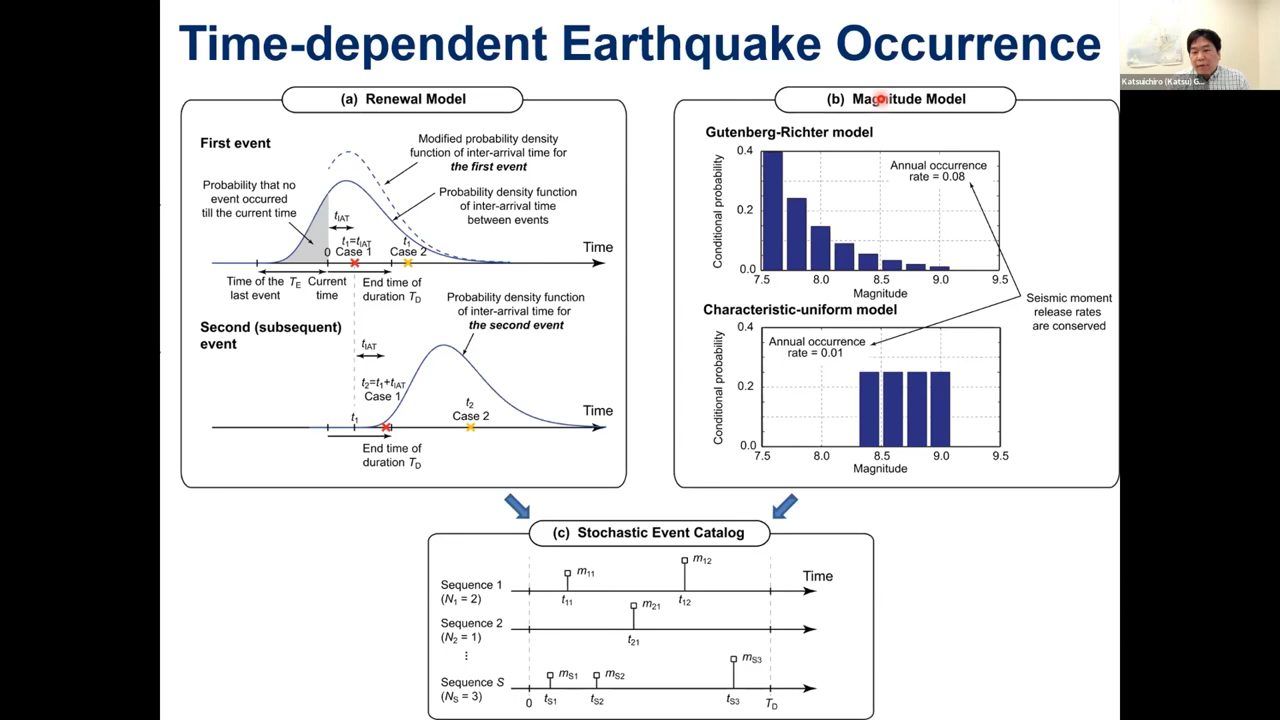 Time-dependent Earthquake Occurrence
Katsuichiro (Katsu) G...
(a) Renewal Model
First event
Modified probability density
function of inter-arrival time for
the first event
Probability that no
event occurred
till the current time
Probability density function
of inter-arrival time
between events
tIAT
t1=tIAT
Case 1
t1
Case 2
0
Time
Time of the
last event
TE
Current
time
End time of
duration TD
Second (subsequent)
event
Probability density function
of inter-arrival time for
the second event
tIAT
t2=t1+tIAT
Case 1
t1
t2
Case 2
Time
End time of
duration TD
(b) Magnitude Model
Gutenberg-Richter model
Conditional probability
0.4
0.2
0.0
Annual occurrence
rate = 0.08
7.5 8.0 8.5 9.0 9.5
Magnitude
Characteristic-uniform model
Seismic moment
release rates
are conserved
Conditional probability
0.4
0.2
0.0
Annual occurrence
rate = 0.01
7.5 8.0 8.5 9.0 9.5
Magnitude
(c) Stochastic Event Catalog
Sequence 1
(N1 = 2)
m11
m12
Time
t11
t12
Sequence 2
(N2 = 1)
m21
t21
⋮
Sequence S
(NS = 3)
mS1
mS2
mS3
0
tS1
tS2
tS3
TD